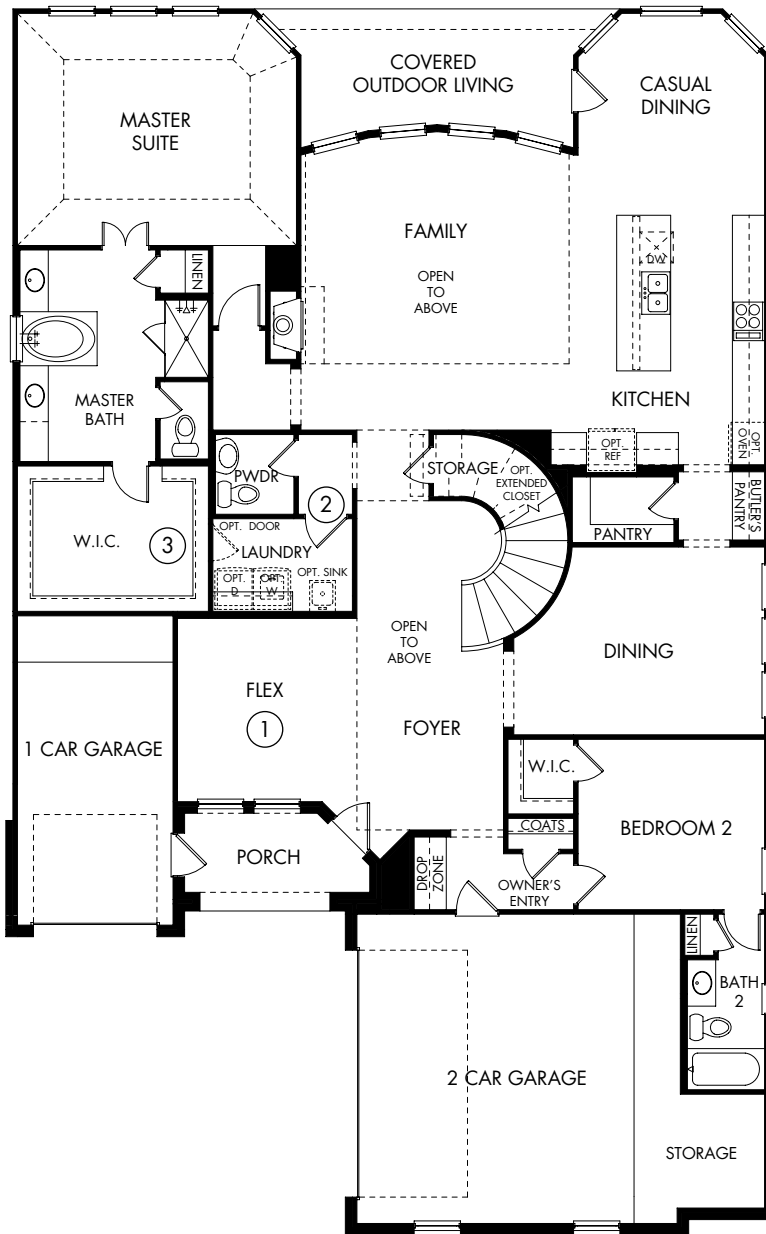 COVERED
OUTDOOR LIVING
CASUAL
DINING
MASTER
SUITE
FAMILY
OPEN
TO
ABOVE
LINEN
DW
MASTER
BATH
KITCHEN
OPT.
REF
OPT.
OVEN
PWDR
STORAGE
OPT.
EXTENDED
CLOSET
BUTLER'S
PANTRY
PANTRY
W.I.C.
3
2
OPT. DOOR
LAUNDRY
OPT. SINK
OPT.
D
OPT.
W
OPEN
TO
ABOVE
DINING
FLEX
1
FOYER
1 CAR GARAGE
W.I.C.
COATS
BEDROOM 2
PORCH
DROP
ZONE
OWNER'S
ENTRY
LINEN
BATH
2
2 CAR GARAGE
STORAGE